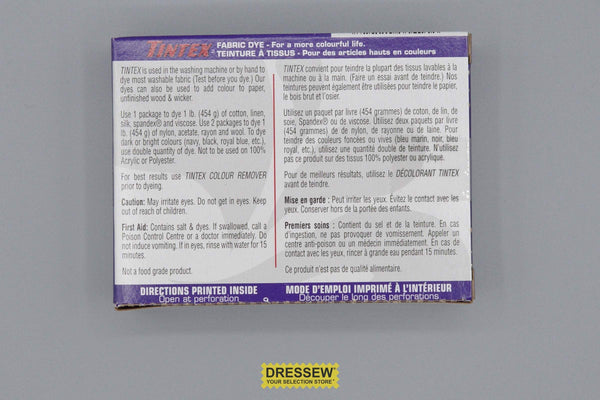 TINTEX
FABRIC DYE - For a more colourful life.
TEINTURE À TISSUS - Pour des articles hauts en couleurs
TINTEX is used in the washing machine or by hand to
dye most washable fabric (Test before you dye.) Our
dyes can also be used to add colour to paper,
unfinished wood & wicker.
Use 1 package to dye 1 lb. (454 g) of cotton, linen,
silk, spandex® and viscose. Use 2 packages to dye 1
lb. (454 g) of nylon, acetate, rayon and wool. To dye
dark or bright colours (navy, black, royal blue, etc.),
use double quantity of dye. Not to be used on 100%
Acrylic or Polyester.
For best results use TINTEX COLOUR REMOVER
prior to dyeing.
Caution: May irritate eyes. Do not get in eyes. Keep
out of reach of children.
First Aid: Contains salt & dyes. If swallowed, call a
Poison Control Centre or a doctor immediately. Do
not induce vomiting. If in eyes, rinse with water for 15
minutes.
Not a food grade product.
TINTEX convient pour teindre la plupart des tissus lavables à la
machine ou à la main. (Faire un essai avant de teindre.) Nos
teintures peuvent également être utilisées pour teindre le papier,
le bois brut et l'osier.
Utilisez un paquet par livre (454 grammes) de coton, de lin, de
soie, Spandex® ou de viscose. Utilisez deux paquets par livre
(454 grammes) de nylon, de rayonne ou de laine. Pour
teindre des couleurs foncées ou vives (bleu marin, noir, bleu
royal, etc.), utilisez une double quantité de teinture. N'utilisez
pas ce produit sur des tissus 100% polyester ou acrylique.
Pour de meilleurs résultats, utilisez le DÉCOLORANT TINTEX
avant de teindre.
Mise en garde : Peut irriter les yeux. Évitez le contact avec les
yeux. Conserver hors de la portée des enfants.
Premiers soins : Contient du sel et de la teinture. En cas
d'ingestion, ne pas provoquer de vomissement. Appeler un
centre anti-poison ou un médecin immédiatement. En cas de
contact avec les yeux, rincer à grande eau pendant 15 minutes.
Ce produit n'est pas de qualité alimentaire.
DIRECTIONS PRINTED INSIDE
Open at perforation
MODE D'EMPLOI IMPRIMÉ À L'INTÉRIEUR
Découper le long des perforations
DRESSEW
YOUR SELECTION STORE